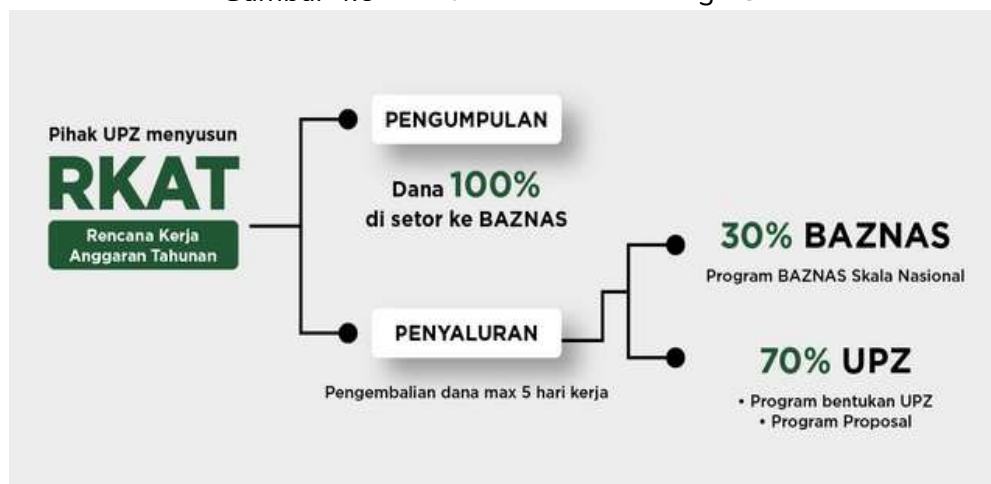 Pihak UPZ menyusun
RKAT
Rencana Kerja
Anggaran Tahunan
PENGUMPULAN
Dana 100%
di setor ke BAZNAS
PENYALURAN
Pengembalian dana max 5 hari kerja
30% BAZNAS
Program BAZNAS Skala Nasional
70% UPZ
• Program bentukan UPZ
• Program Proposal